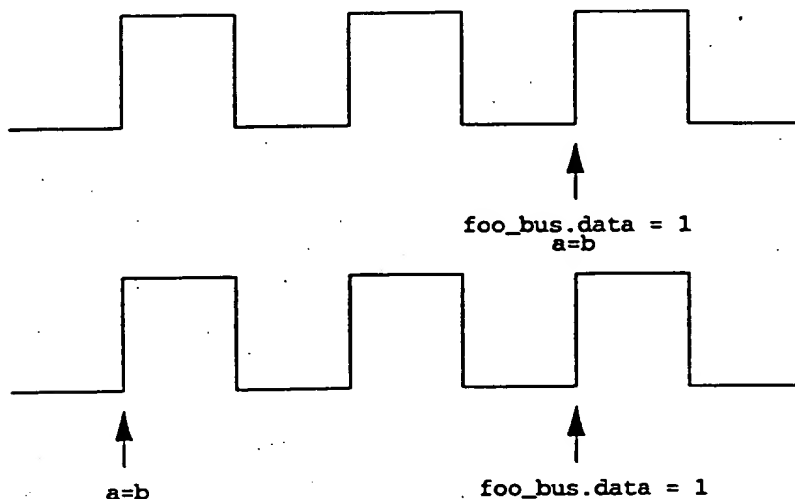 foo_bus.data = 1
a=b
a=b
foo_bus.data = 1